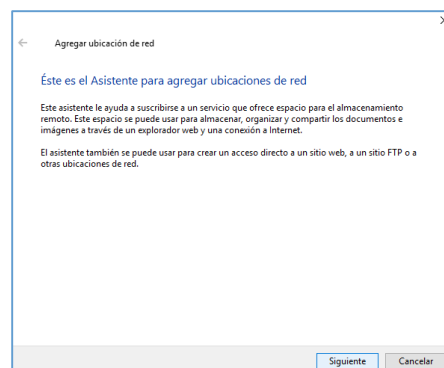 Agregar ubicación de red
Éste es el Asistente para agregar ubicaciones de red
Este asistente le ayuda a suscribirse a un servicio que ofrece espacio para el almacenamiento
remoto. Este espacio se puede usar para almacenar, organizar y compartir los documentos e
imágenes a través de un explorador web y una conexión a Internet.
El asistente también se puede usar para crear un acceso directo a un sitio web, a un sitio FTP o a
otras ubicaciones de red.
Siguiente Cancelar